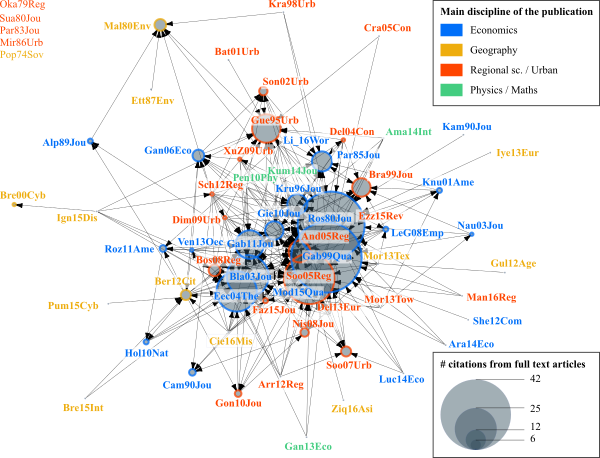 Oka79Reg
Sua80Jou
Par83Jou
Mir86Urb
Pop74Sov
Kra98Urb
Mal80Env
Cra05Con
Bat01Urb
Son02Urb
Ett87Env
Gue95Urb
Del04Con
Ama14Int
Kam90Jou
Li_16Wor
Alp89Jou
Gan06Eco
XuZ09Urb
Par85Jou
Iye13Eur
Kum14Jou
Pen10Phy
Bra99Jou
Kru96Jou
Knu01Ame
Sch12Reg
Bre00Cyb
Gie10Jou
Ign15Dis
Dim09Urb
Ros80Jou
Ezz15Rev
LeG08Emp
Nau03Jou
And05Reg
Ven13Oec
Roz11Ame
Gab11Jou
Gab99Qua
Mor13Tex
Bos08Reg
Gul12Age
Bla03Jou
Soo05Reg
Ber12Cit
Eec04The
Mod15Qua
Man16Reg
Pum15Cyb
Mor13Tow
Faz15Jou
Del13Eur
She12Com
Nis08Jou
Cie16Mis
Ara14Eco
Hol10Nat
Soo07Urb
Cam90Jou
Arr12Reg
Luc14Eco
Gon10Jou
Bre15Int
Ziq16Asi
Gan13Eco
Main discipline of the publication
Economics
Geography
Regional sc. / Urban
Physics / Maths
# citations from full text articles
42
25
12
6